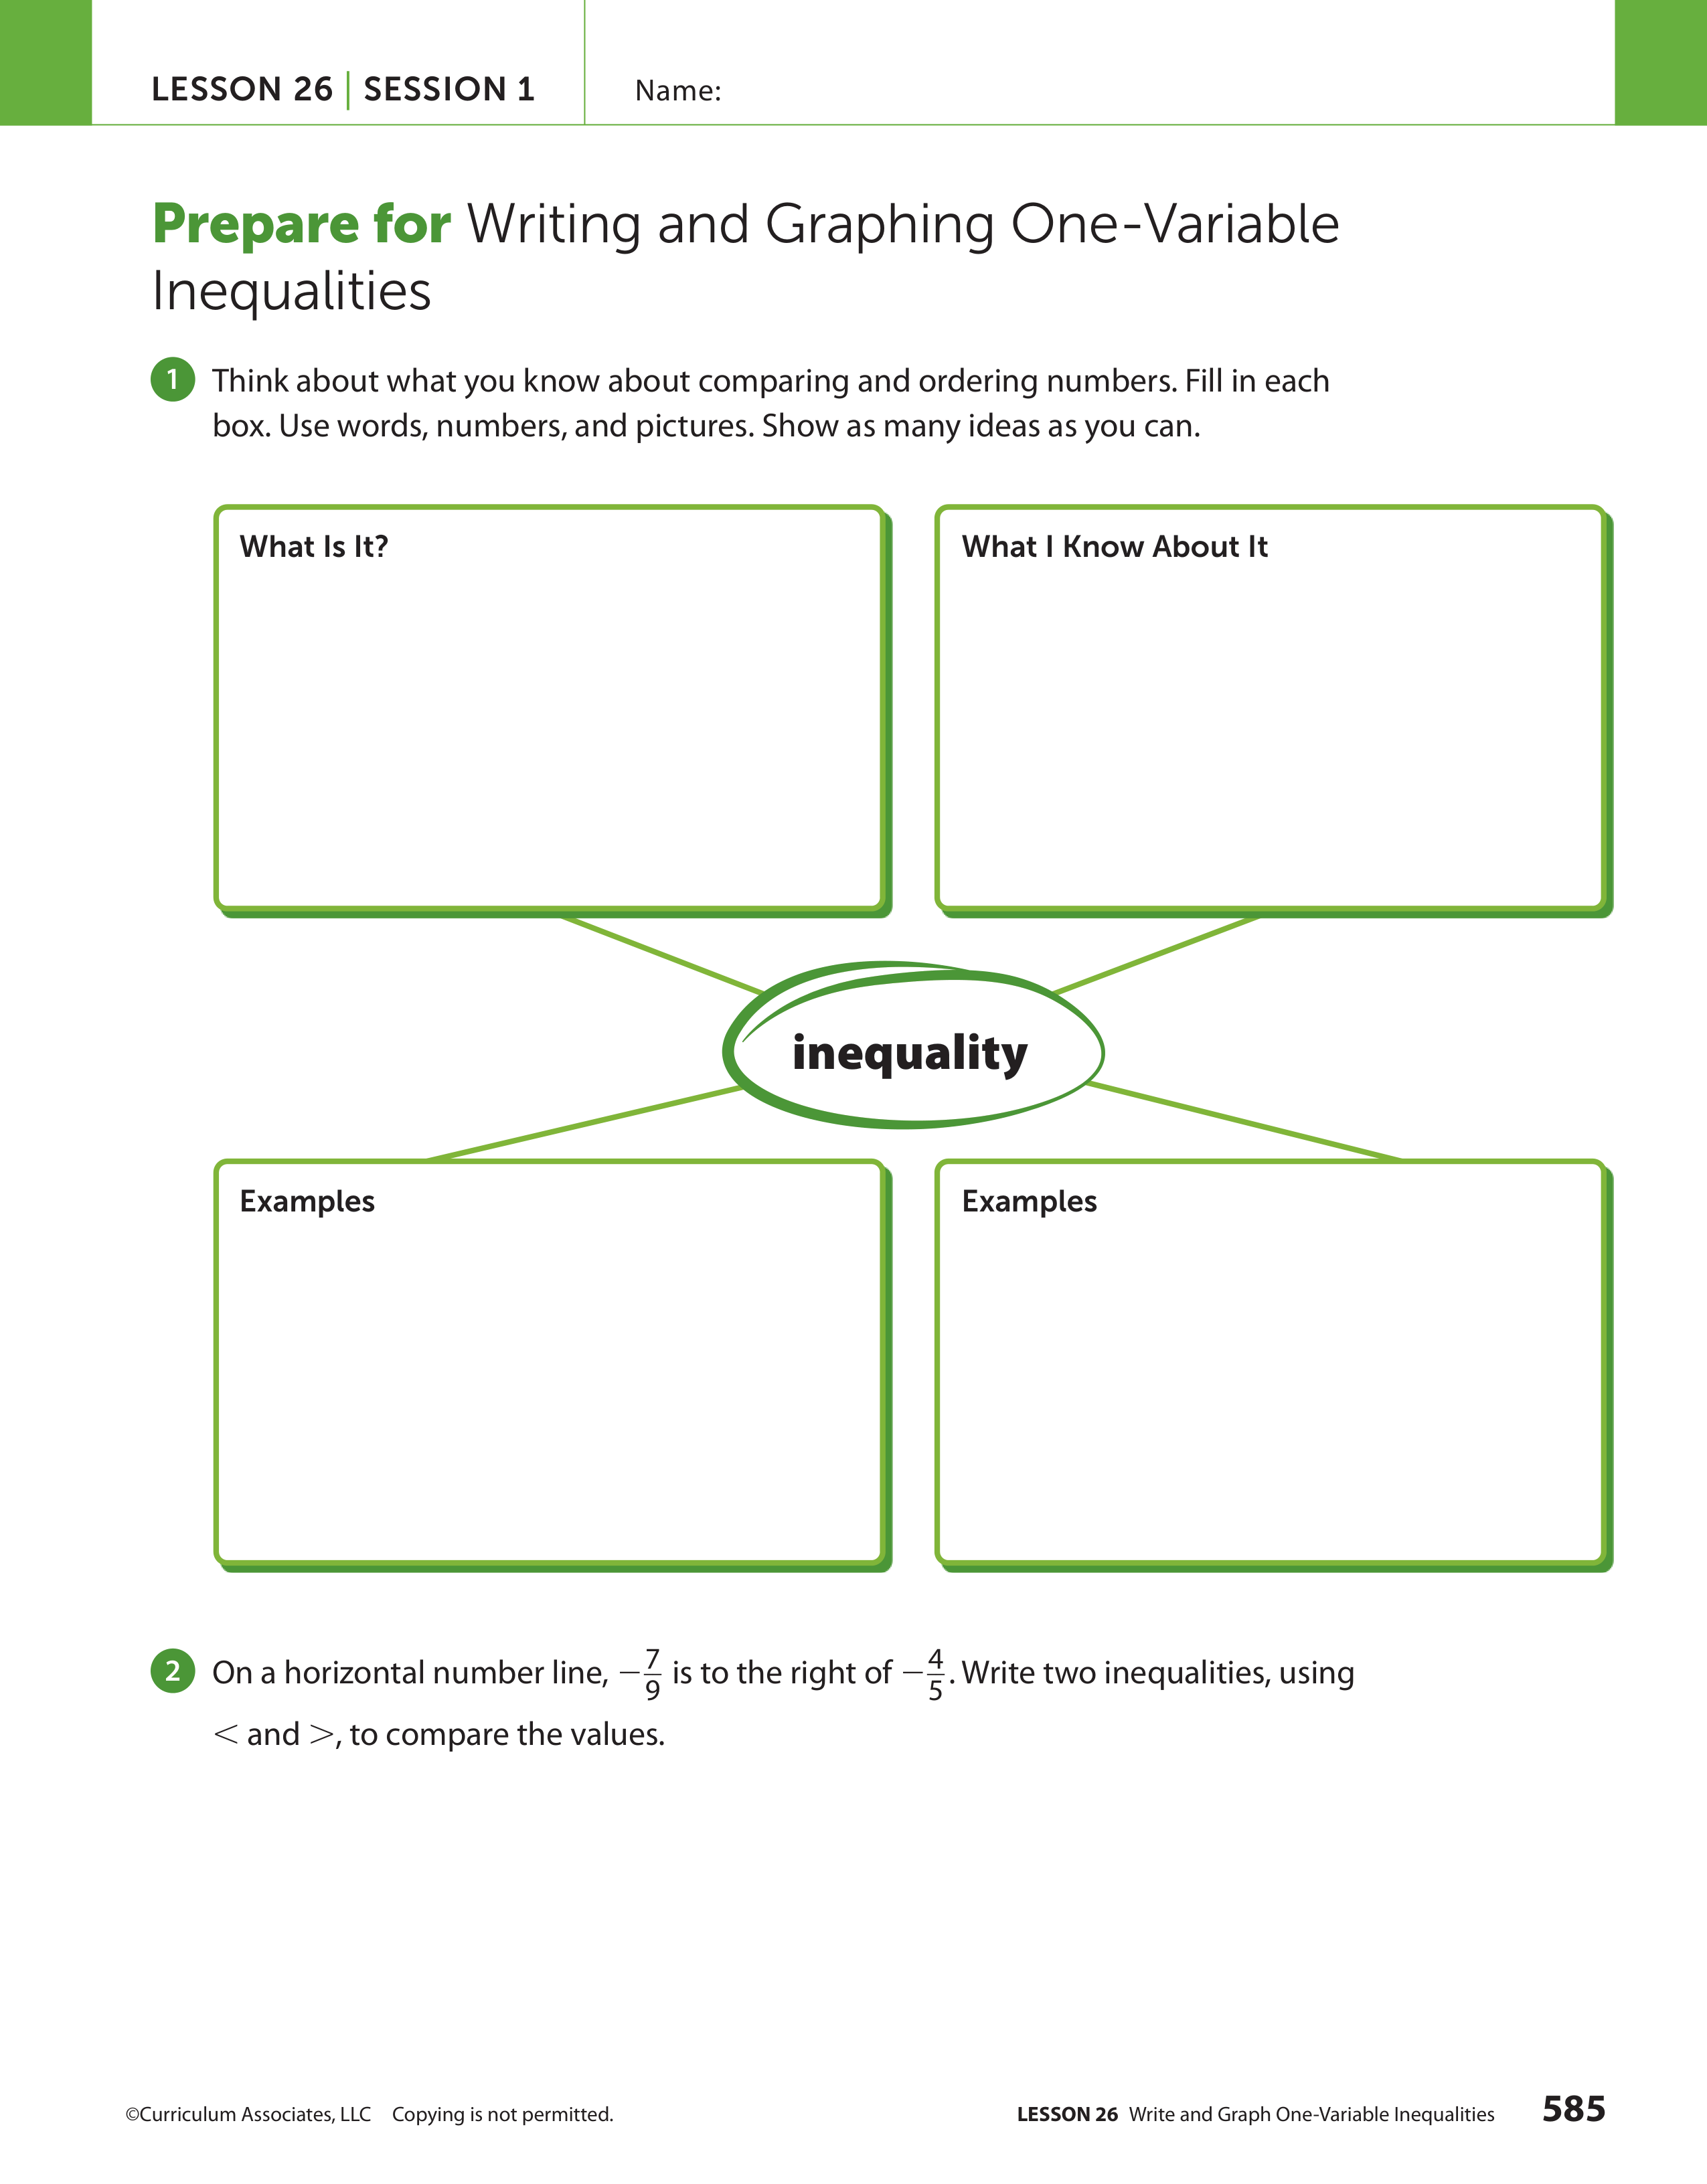 LESSON 26 | SESSION 1
Name:
Prepare for Writing and Graphing One-Variable
Inequalities
1 Think about what you know about comparing and ordering numbers. Fill in each
box. Use words, numbers, and pictures. Show as many ideas as you can.
What Is It?
What I Know About It
inequality
Examples
Examples
2 On a horizontal number line, −7/9 is to the right of −4/5. Write two inequalities, using
< and >, to compare the values.
©Curriculum Associates, LLC Copying is not permitted.
LESSON 26 Write and Graph One-Variable Inequalities 585